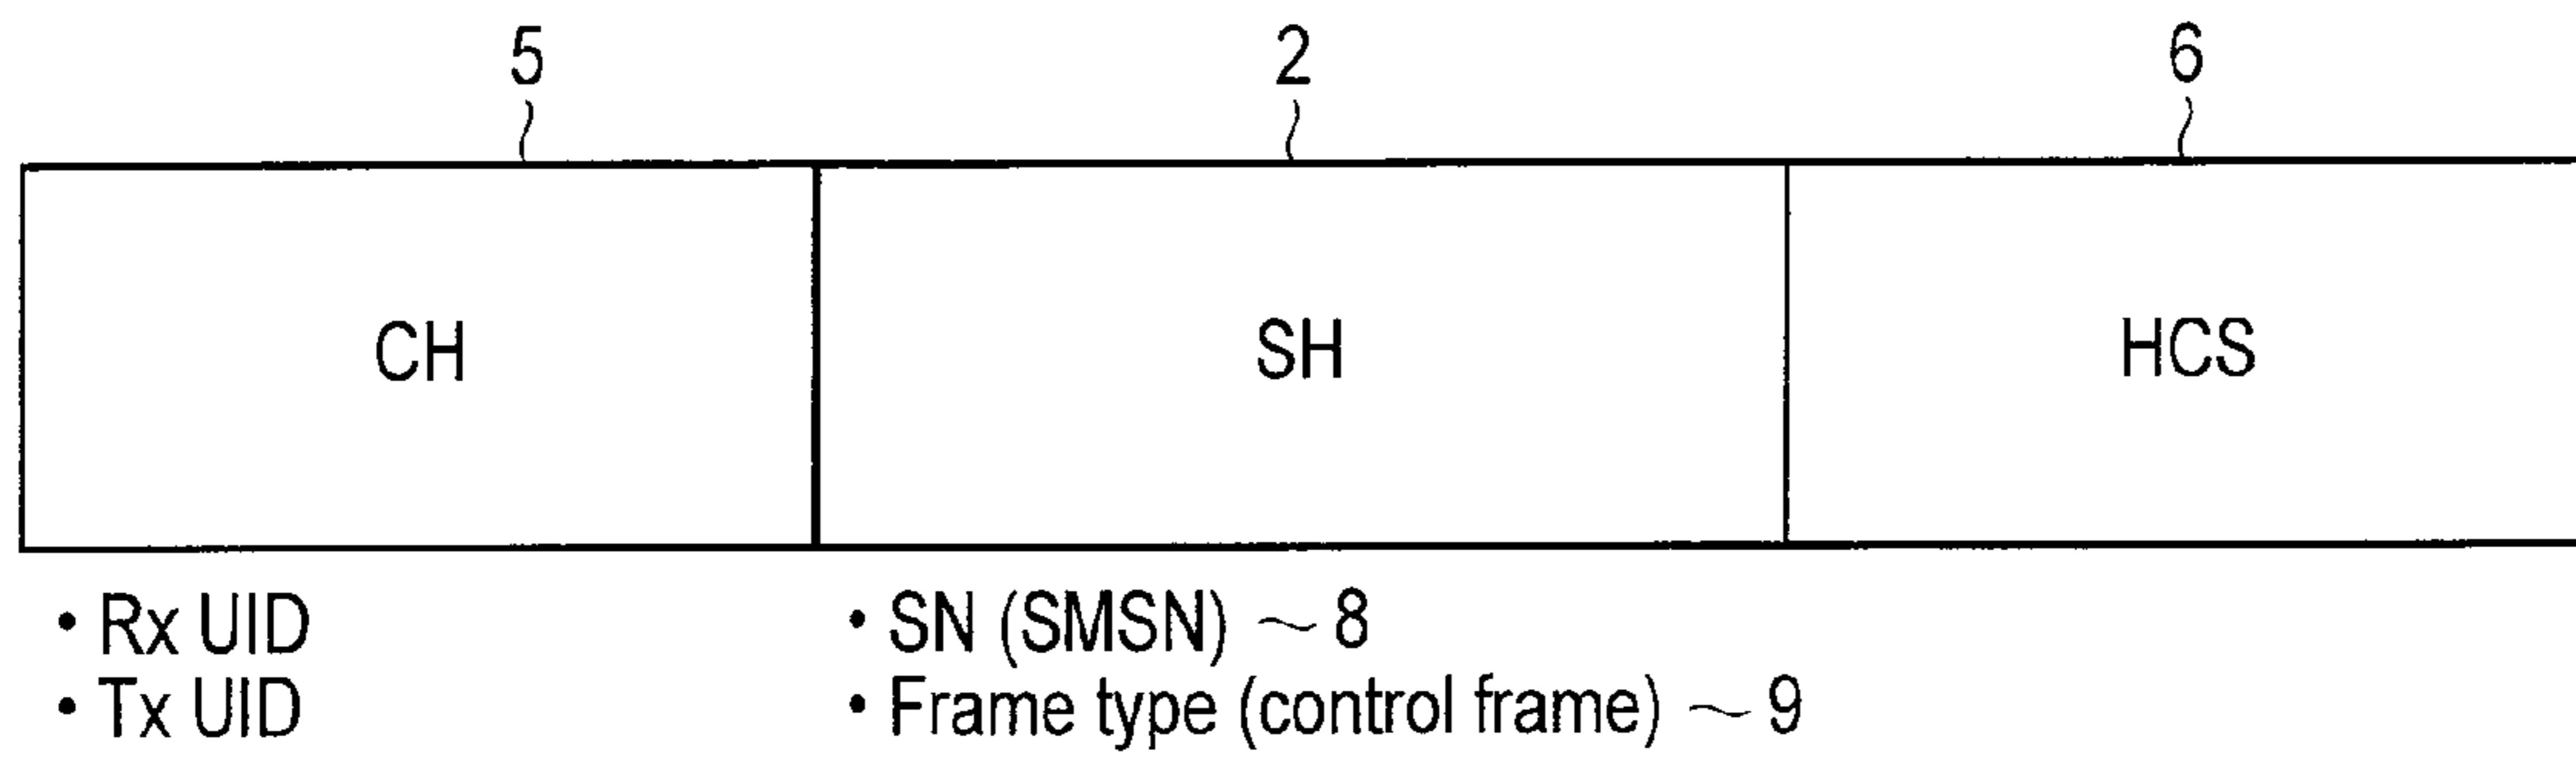 5 2 6
CH SH HCS
• Rx UID
• Tx UID
• SN (SMSN) ~8
• Frame type (control frame) ~9